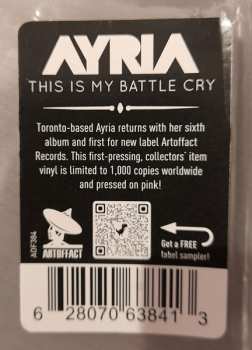 AYRIA
THIS IS MY BATTLE CRY
Toronto-based Ayria returns with her sixth
album and first for new label Artoffact
Records. This first-pressing, collectors' item
vinyl is limited to 1,000 copies worldwide
and pressed on pink!
AOF384
ARTOFFACT
Get a FREE
label sampler!
6 28070 63841 3